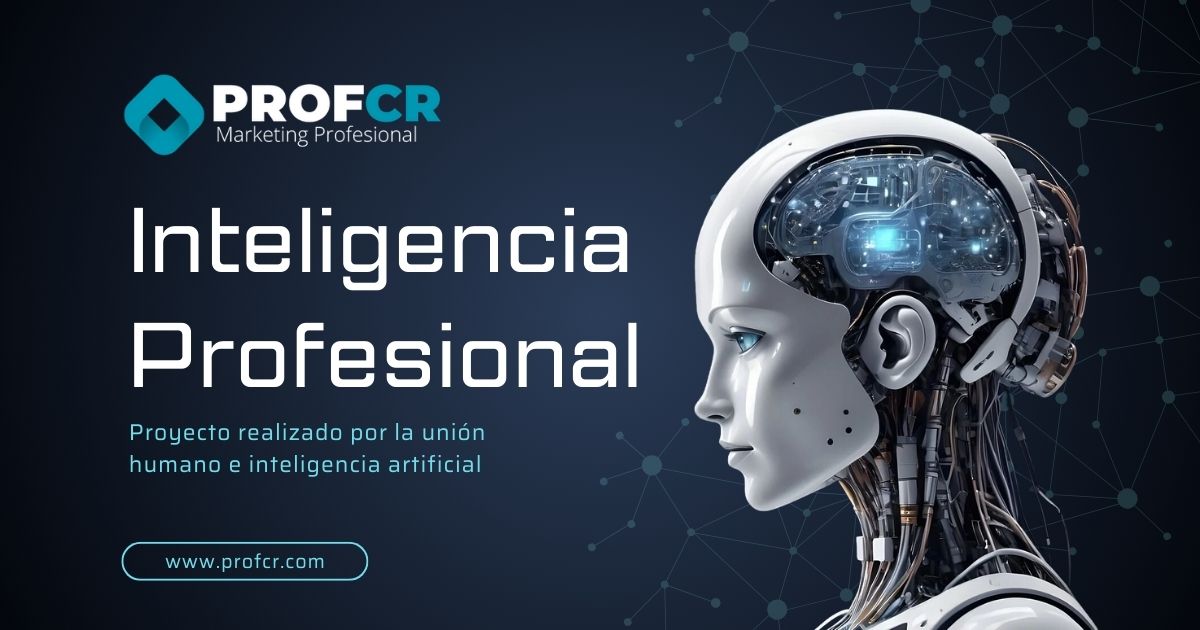 PROFCR
Marketing Profesional
Inteligencia
Profesional
Proyecto realizado por la unión
humano e inteligencia artificial
www.profcr.com